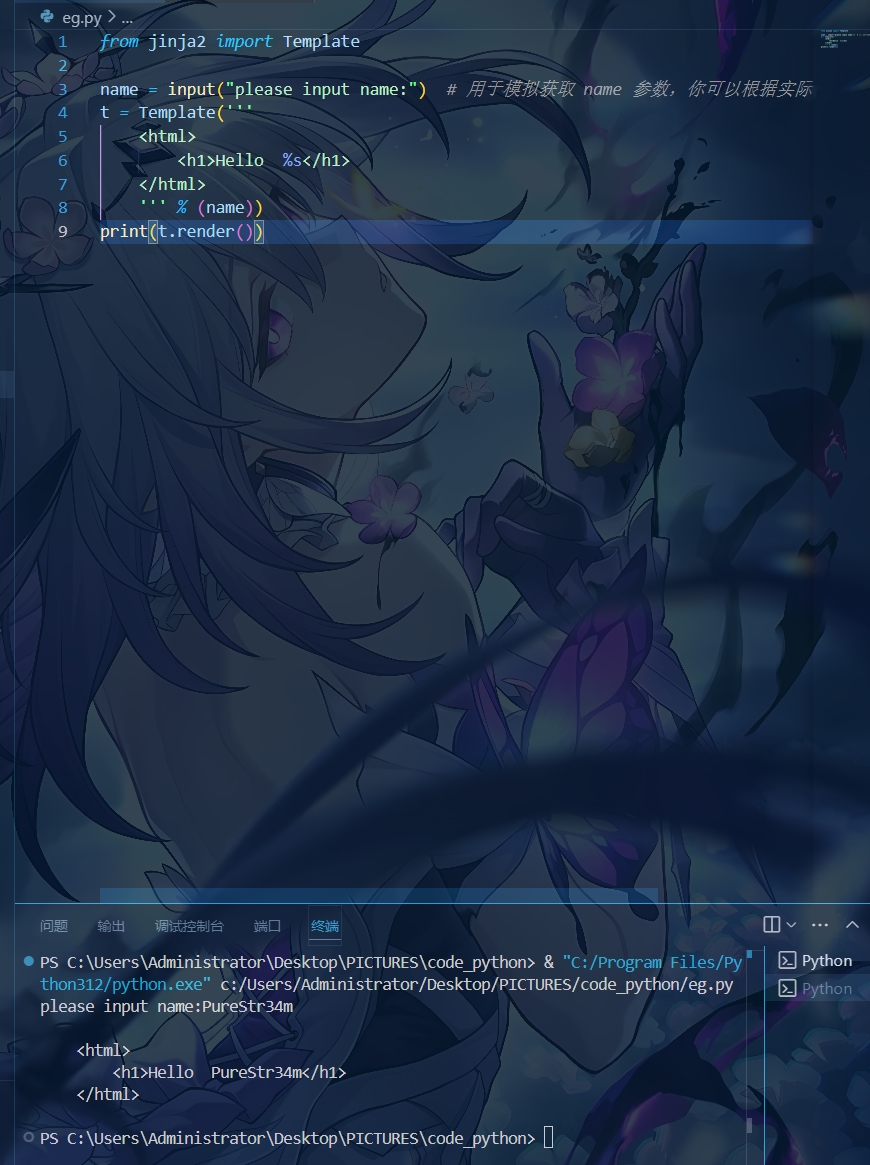 eg.py > ...
1 from jinja2 import Template
2
3 name = input("please input name:")  # 用于模拟获取 name 参数，你可以根据实际
4 t = Template('''
5     <html>
6         <h1>Hello  %s</h1>
7     </html>
8     ''' % (name))
9 print(t.render())
问题 输出 调试控制台 端口 终端
PS C:\Users\Administrator\Desktop\PICTURES\code_python> & "C:/Program Files/Py
thon312/python.exe" c:/Users/Administrator/Desktop/PICTURES/code_python/eg.py
please input name:PureStr34m
    <html>
        <h1>Hello  PureStr34m</h1>
    </html>
PS C:\Users\Administrator\Desktop\PICTURES\code_python>
Python
Python